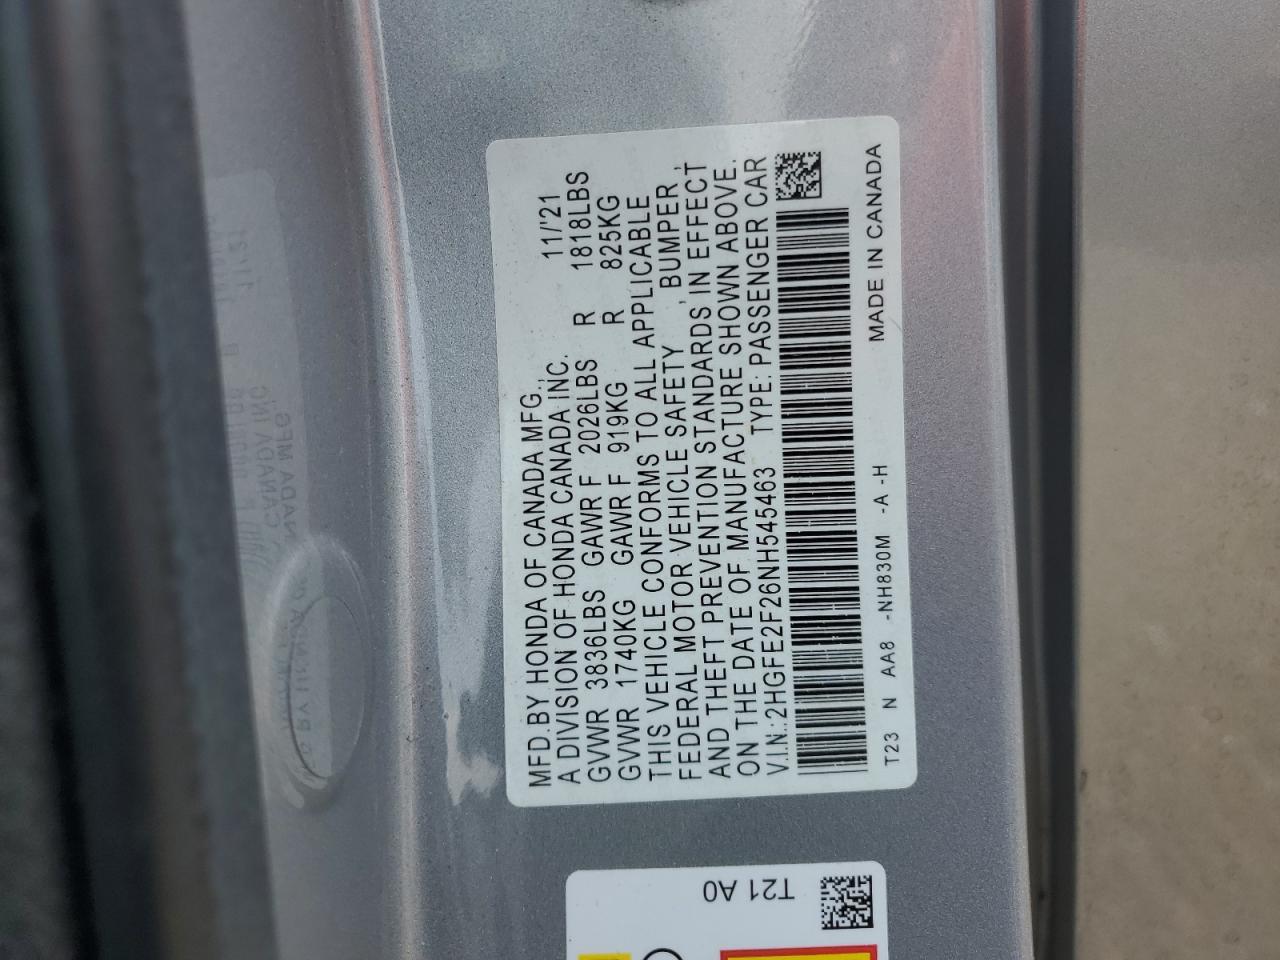 MFD.BY HONDA OF CANADA MFG., 11/'21
A DIVISION OF HONDA CANADA INC.
GVWR 3836LBS GAWR F 2026LBS R 1818LBS
GVWR 1740KG GAWR F 919KG R 825KG
THIS VEHICLE CONFORMS TO ALL APPLICABLE
FEDERAL MOTOR VEHICLE SAFETY , BUMPER ,
AND THEFT PREVENTION STANDARDS IN EFFECT
ON THE DATE OF MANUFACTURE SHOWN ABOVE.
V.I.N.:2HGFE2F26NH545463 TYPE: PASSENGER CAR
T23 N AA8 -NH830M -A -H MADE IN CANADA
T21 A0